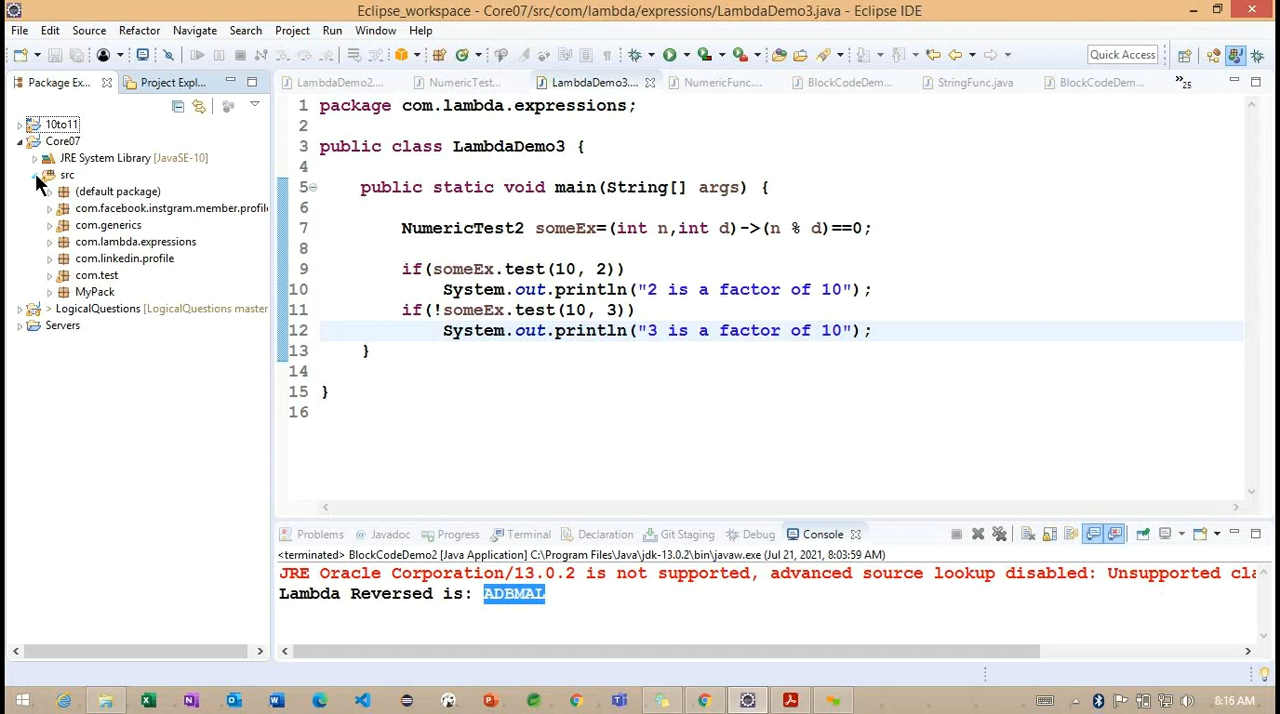 Eclipse_workspace - Core07/src/com/lambda/expressions/LambdaDemo3.java - Eclipse IDE
File Edit Source Refactor Navigate Search Project Run Window Help
Quick Access
Package Ex...
Project Expl...
LambdaDemo2...
NumericTest...
LambdaDemo3...
NumericFunc...
BlockCodeDem...
StringFunc.java
BlockCodeDem...
»25
10to11
Core07
JRE System Library [JavaSE-10]
src
(default package)
com.facebook.instgram.member.profil
com.generics
com.lambda.expressions
com.linkedin.profile
com.test
MyPack
> LogicalQuestions [LogicalQuestions master
Servers
1 package com.lambda.expressions;
2
3 public class LambdaDemo3 {
4
5 public static void main(String[] args) {
6
7 NumericTest2 someEx=(int n,int d)->(n % d)==0;
8
9 if(someEx.test(10, 2))
10 System.out.println("2 is a factor of 10");
11 if(!someEx.test(10, 3))
12 System.out.println("3 is a factor of 10");
13 }
14
15 }
16
Problems
Javadoc
Progress
Terminal
Declaration
Git Staging
Debug
Console
<terminated> BlockCodeDemo2 [Java Application] C:\Program Files\Java\jdk-13.0.2\bin\javaw.exe (Jul 21, 2021, 8:03:59 AM)
JRE Oracle Corporation/13.0.2 is not supported, advanced source lookup disabled: Unsupported cla
Lambda Reversed is: ADBMAL
8:16 AM